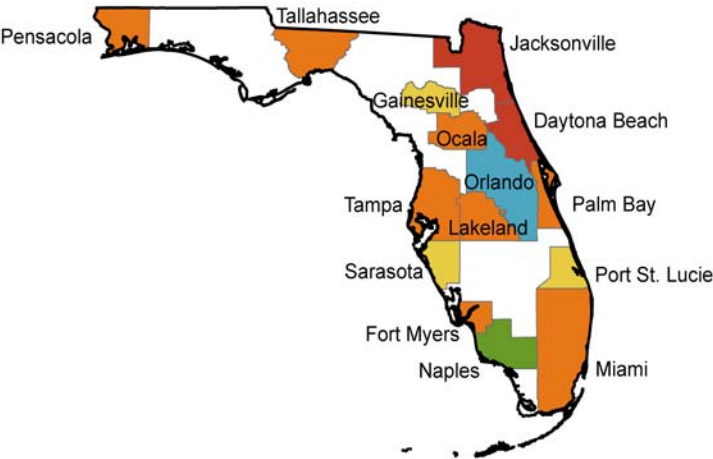 Tallahassee
Pensacola
Jacksonville
Gainesville
Daytona Beach
Ocala
Orlando
Tampa
Palm Bay
Lakeland
Sarasota
Port St. Lucie
Fort Myers
Naples
Miami